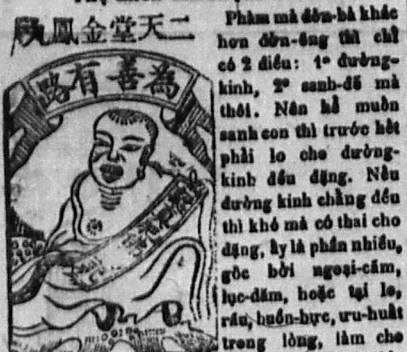 二天堂金鳳丸
為善有路
Phàm mà đờn-bà khác
hơn đờn-ông thì chỉ
có 2 điều: 1° đường-
kinh, 2° sanh-đẻ mà
thôi. Nên hễ muốn
sanh con thì trước hết
phải lo cho đường-
kinh đều đặng. Nếu
đường kinh chẳng đều
thì khó mà có thai cho
đặng, ấy là phần nhiều,
gốc bởi ngoại-cảm,
lục-dâm, hoặc tại lo,
rầu, buồn-bực, ưu-huất
trong lòng, làm cho